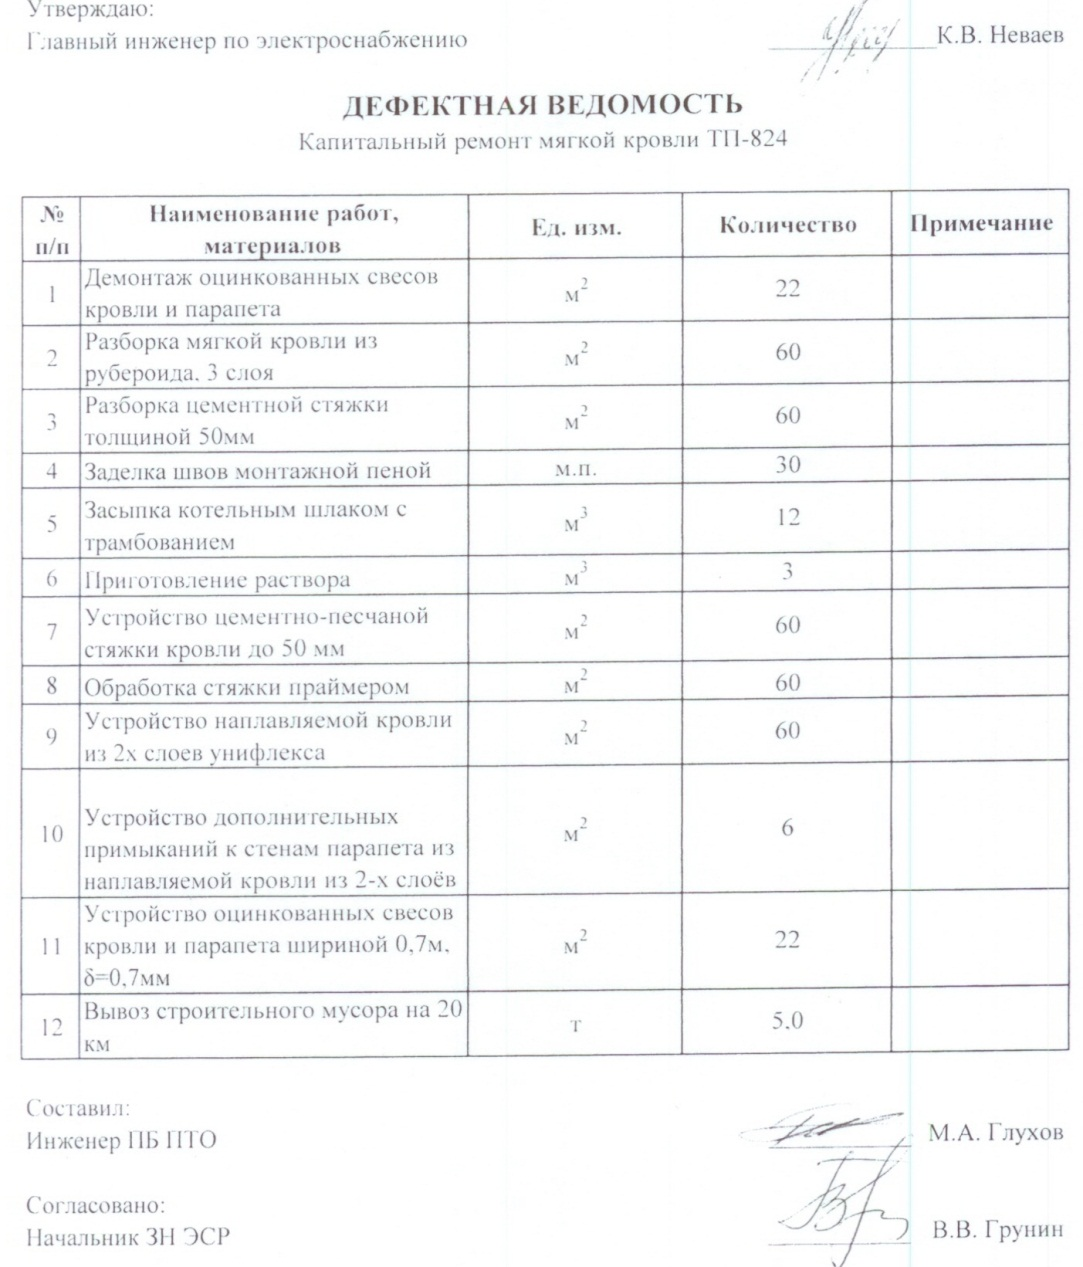 Утверждаю:
Главный инженер по электроснабжению
К.В. Неваев
ДЕФЕКТНАЯ ВЕДОМОСТЬ
Капитальный ремонт мягкой кровли ТП-824
№ п/п Наименование работ, материалов Ед. изм. Количество Примечание
1 Демонтаж оцинкованных свесов
кровли и парапета м² 22
2 Разборка мягкой кровли из
рубероида, 3 слоя м² 60
3 Разборка цементной стяжки
толщиной 50мм м² 60
4 Заделка швов монтажной пеной м.п. 30
5 Засыпка котельным шлаком с
трамбованием м³ 12
6 Приготовление раствора м³ 3
7 Устройство цементно-песчаной
стяжки кровли до 50 мм м² 60
8 Обработка стяжки праймером м² 60
9 Устройство наплавляемой кровли
из 2х слоев унифлекса м² 60
10 Устройство дополнительных
примыканий к стенам парапета из
наплавляемой кровли из 2-х слоёв м² 6
11 Устройство оцинкованных свесов
кровли и парапета шириной 0,7м,
δ=0,7мм м² 22
12 Вывоз строительного мусора на 20
км т 5,0
Составил:
Инженер ПБ ПТО
М.А. Глухов
Согласовано:
Начальник ЗН ЭСР
В.В. Грунин